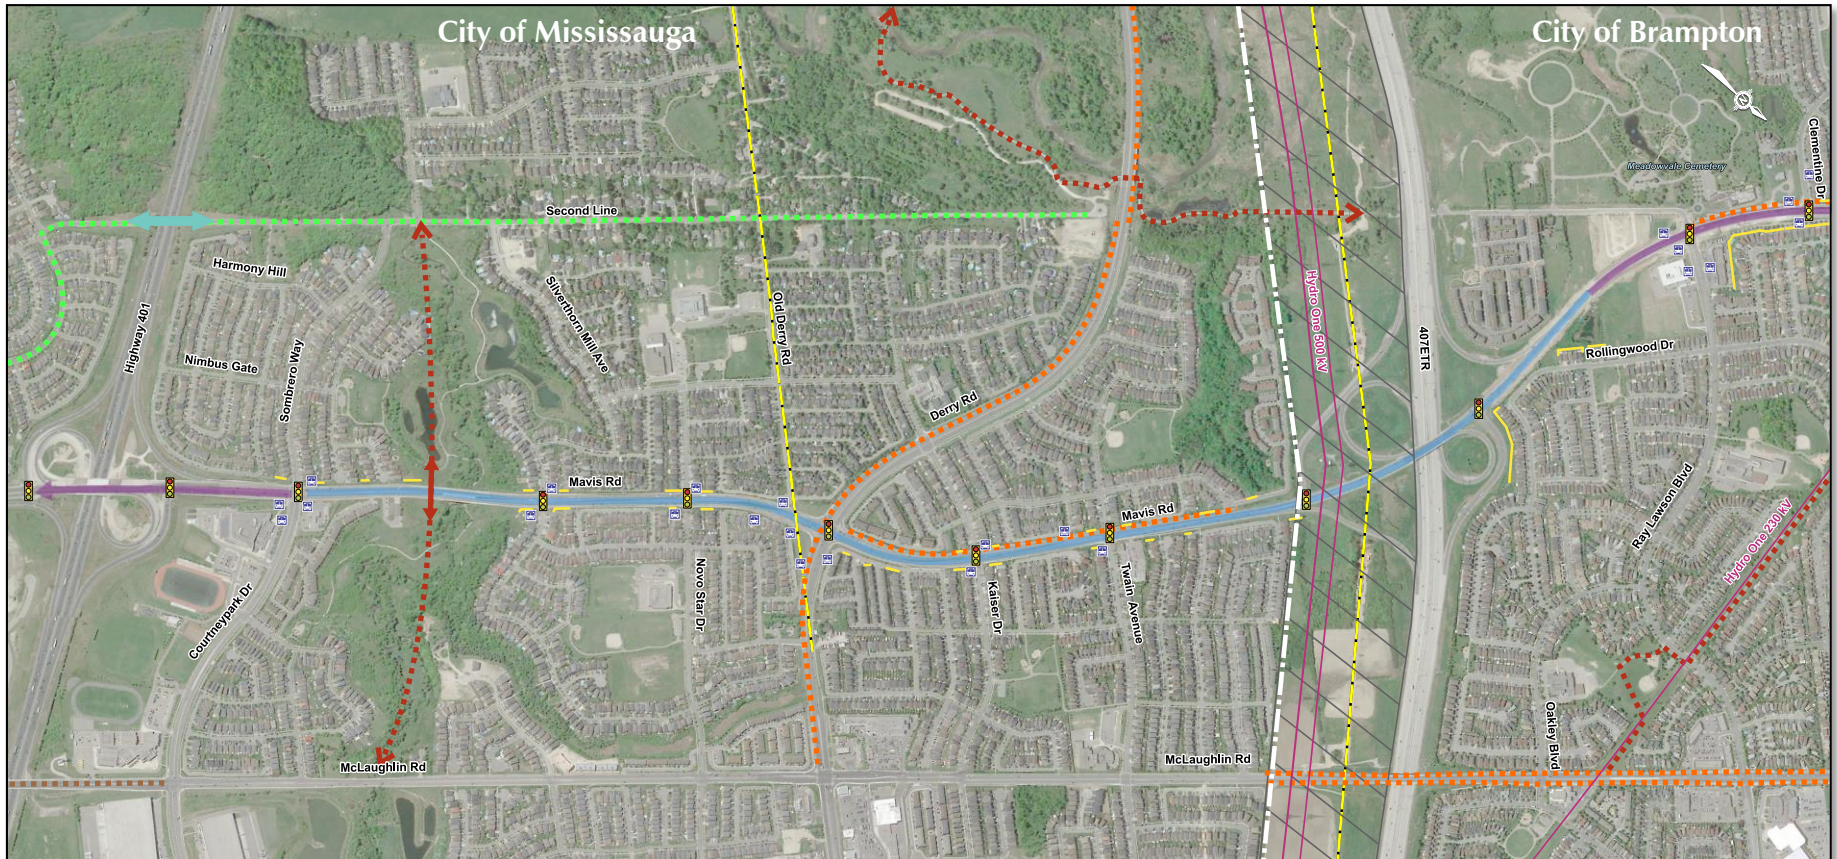 City of Mississauga
City of Brampton
N
Clementine Dr
Meadowvale Cemetery
Second Line
Harmony Hill
Highway 401
Silverthorn Mill Ave
Old Derry Rd
Hydro One 500 kV
407ETR
Nimbus Gate
Sombrero Way
Rollingwood Dr
Derry Rd
Mavis Rd
Mavis Rd
Ray Lawson Blvd
Hydro One 230 kV
Courtneypark Dr
Novo Star Dr
Kaiser Dr
Twain Avenue
Oakley Blvd
McLaughlin Rd
McLaughlin Rd